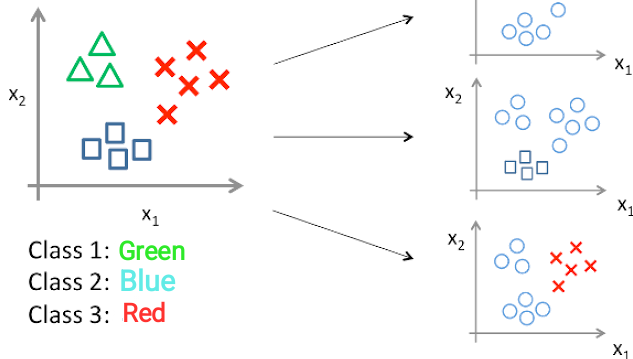 x2
x1
Class 1: Green
Class 2: Blue
Class 3: Red
x1
x2
x1
x2
x1